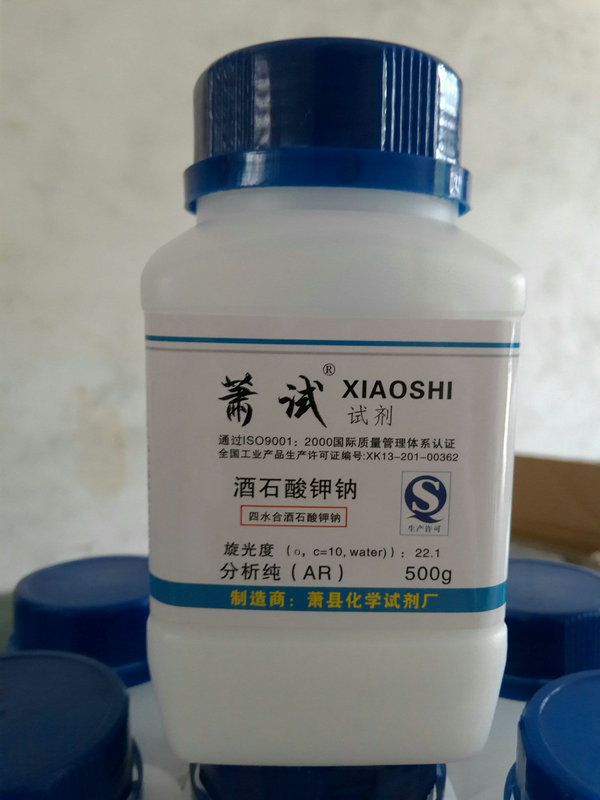 萧试® XIAOSHI
试剂
通过ISO9001：2000国际质量管理体系认证
全国工业产品生产许可证编号:XK13-201-00362
酒石酸钾钠
四水合酒石酸钾钠
QS
生产许可
旋光度（α，c=10, water)）：22.1
分析纯（AR） 500g
制造商：萧县化学试剂厂